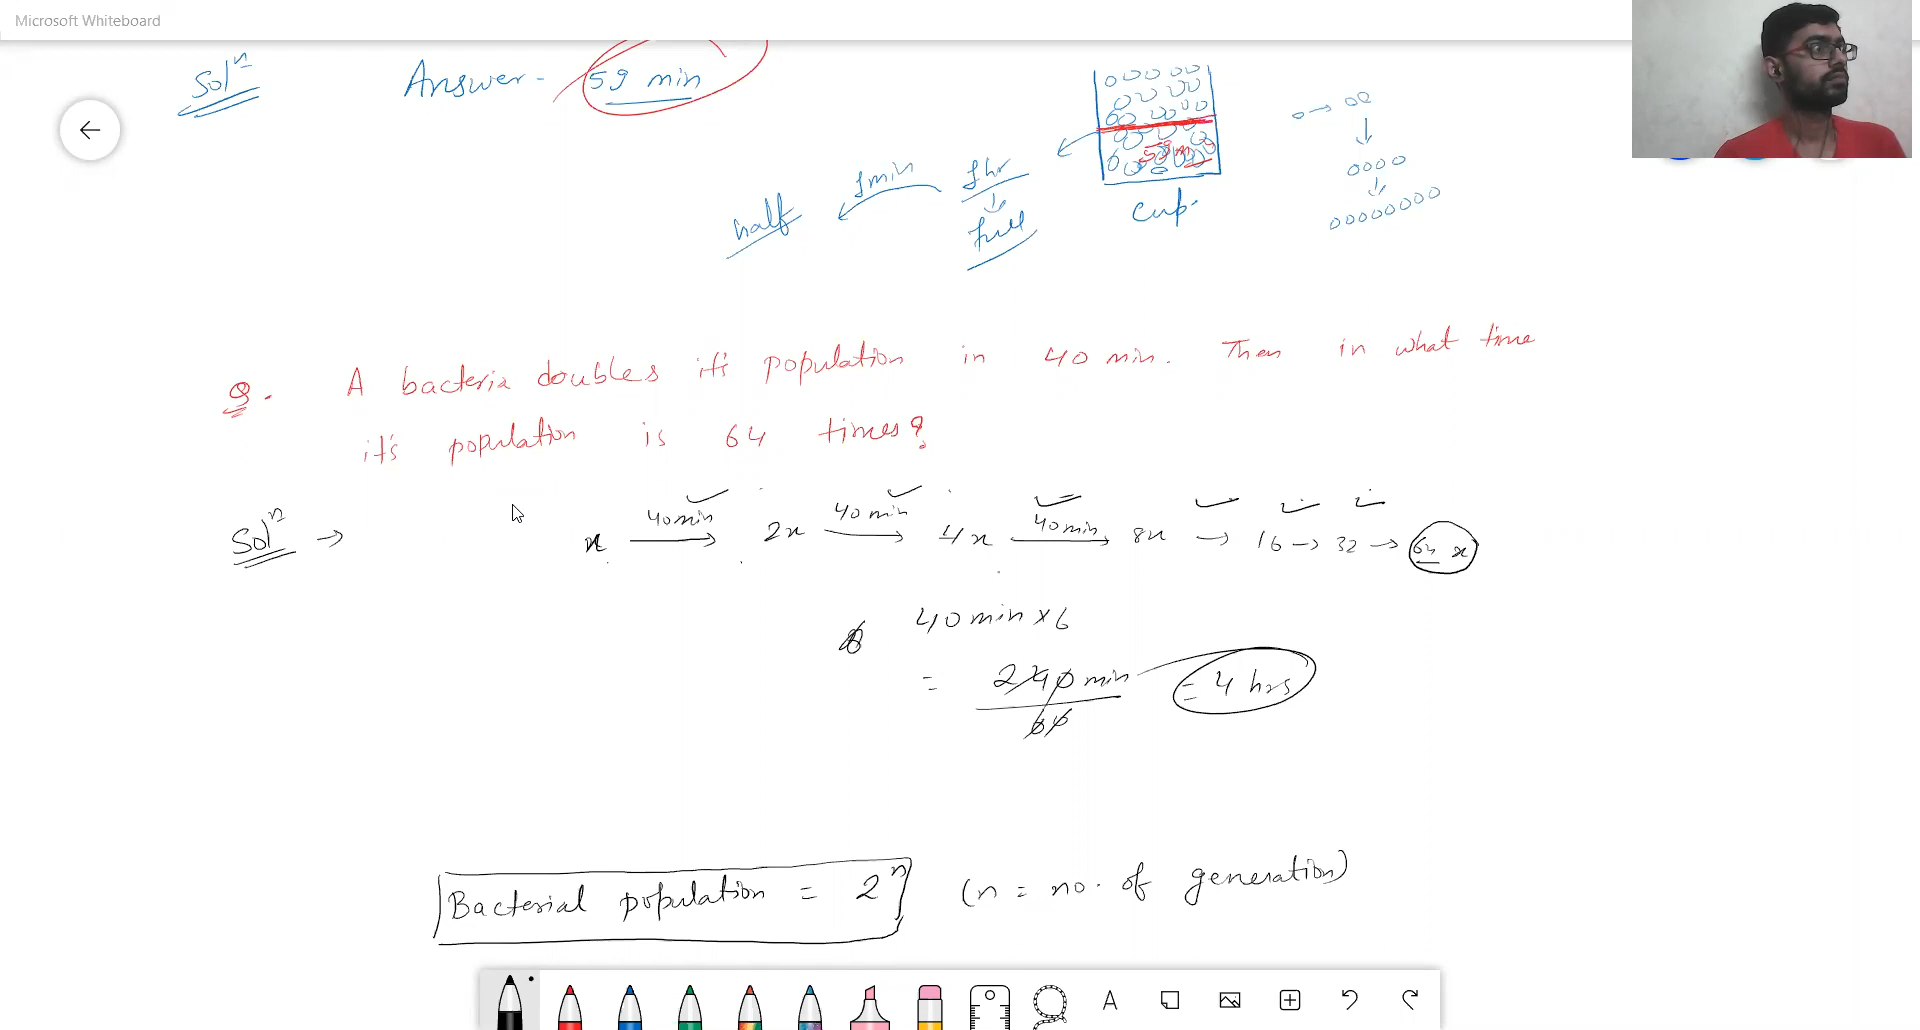 Microsoft Whiteboard
Solⁿ Answer - 59 min
59 m
half 1 min 1 hr
full
cup.
Q. A bacteria doubles it's population in 40 min. Then in what time
it's population is 64 times?
Solⁿ → x 40 min → 2x 40 min → 4x 40 min → 8x → 16 → 32 → 64 x
40 min × 6
= 240 min = 4 hrs
60
Bacterial population = 2ⁿ (n = no. of generation)
A